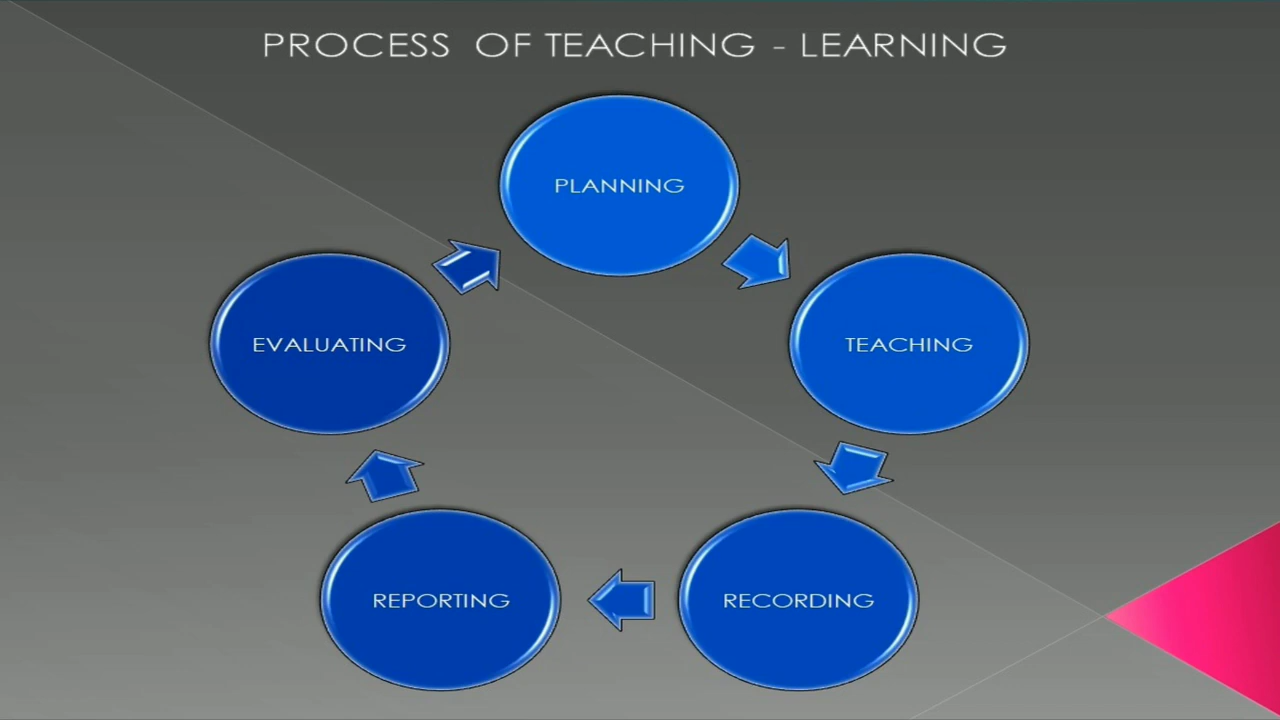 PROCESS OF TEACHING - LEARNING
PLANNING
TEACHING
RECORDING
REPORTING
EVALUATING